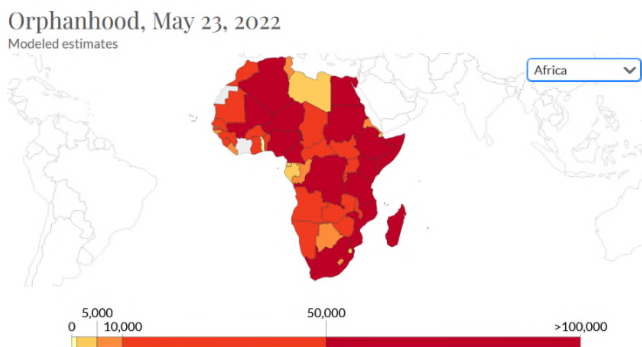 Orphanhood, May 23, 2022
Modeled estimates
Africa
5,000 50,000
0 10,000 >100,000